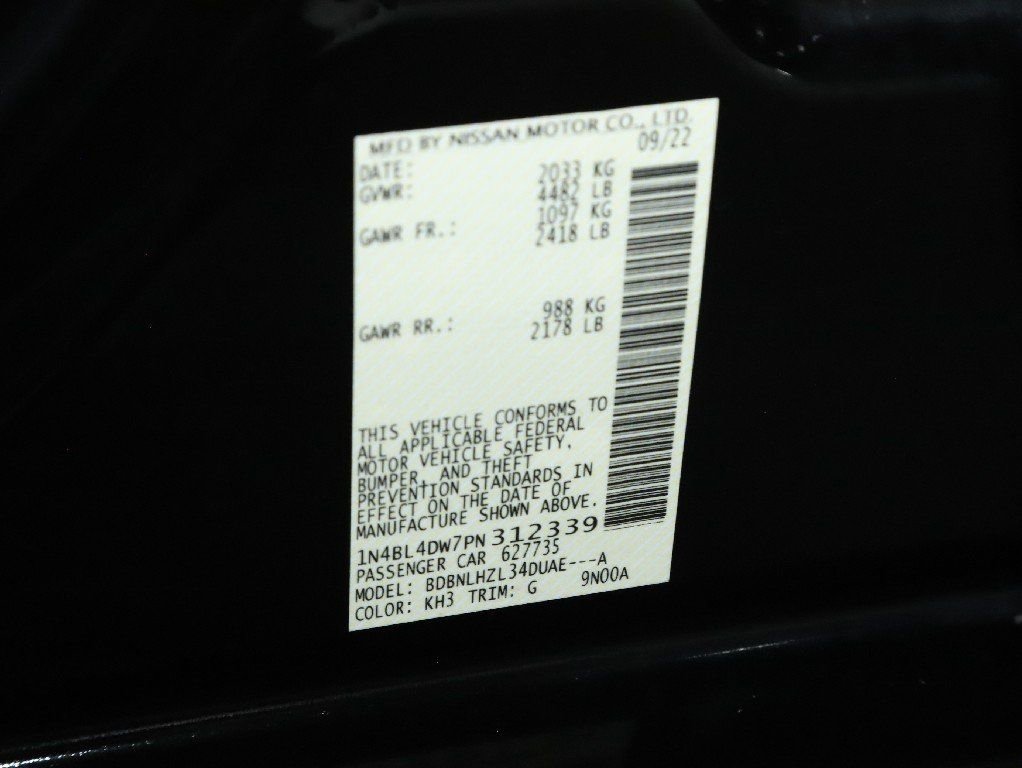 MFD BY NISSAN MOTOR CO., LTD.
DATE: 09/22
GVWR: 2033 KG
4482 LB
GAWR FR.: 1097 KG
2418 LB
GAWR RR.: 988 KG
2178 LB
THIS VEHICLE CONFORMS TO
ALL APPLICABLE FEDERAL
MOTOR VEHICLE SAFETY,
BUMPER, AND THEFT
PREVENTION STANDARDS IN
EFFECT ON THE DATE OF
MANUFACTURE SHOWN ABOVE.
1N4BL4DW7PN312339
PASSENGER CAR 627735
MODEL: BDBNLHZL34DUAE---A
COLOR: KH3 TRIM: G 9N00A